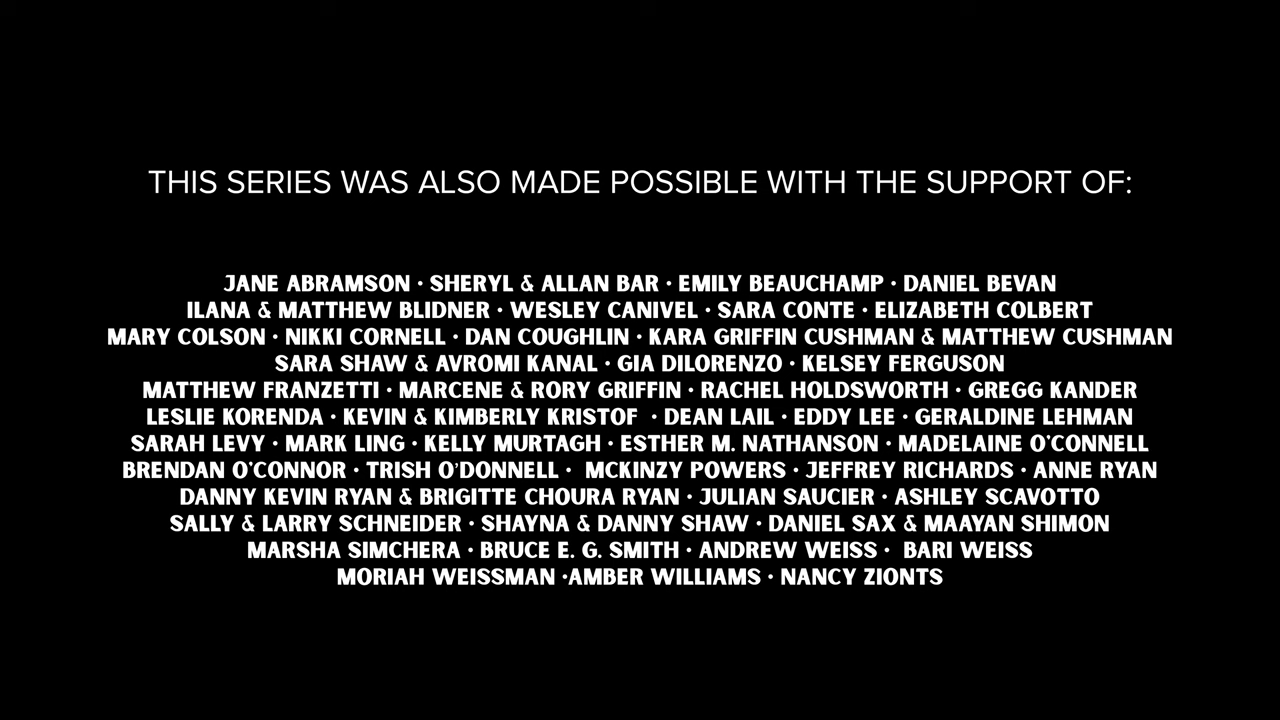 THIS SERIES WAS ALSO MADE POSSIBLE WITH THE SUPPORT OF:
JANE ABRAMSON • SHERYL & ALLAN BAR • EMILY BEAUCHAMP • DANIEL BEVAN
ILANA & MATTHEW BLIDNER • WESLEY CANIVEL • SARA CONTE • ELIZABETH COLBERT
MARY COLSON • NIKKI CORNELL • DAN COUGHLIN • KARA GRIFFIN CUSHMAN & MATTHEW CUSHMAN
SARA SHAW & AVROMI KANAL • GIA DILORENZO • KELSEY FERGUSON
MATTHEW FRANZETTI • MARCENE & RORY GRIFFIN • RACHEL HOLDSWORTH • GREGG KANDER
LESLIE KORENDA • KEVIN & KIMBERLY KRISTOF • DEAN LAIL • EDDY LEE • GERALDINE LEHMAN
SARAH LEVY • MARK LING • KELLY MURTAGH • ESTHER M. NATHANSON • MADELAINE O'CONNELL
BRENDAN O'CONNOR • TRISH O'DONNELL • MCKINZY POWERS • JEFFREY RICHARDS • ANNE RYAN
DANNY KEVIN RYAN & BRIGITTE CHOURA RYAN • JULIAN SAUCIER • ASHLEY SCAVOTTO
SALLY & LARRY SCHNEIDER • SHAYNA & DANNY SHAW • DANIEL SAX & MAAYAN SHIMON
MARSHA SIMCHERA • BRUCE E. G. SMITH • ANDREW WEISS • BARI WEISS
MORIAH WEISSMAN •AMBER WILLIAMS • NANCY ZIONTS